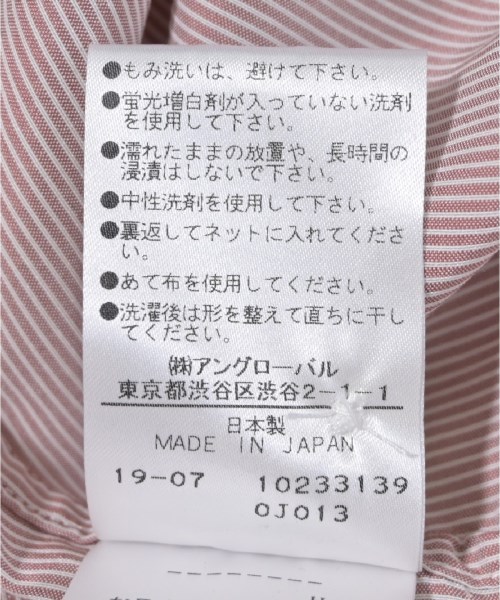 ●もみ洗いは、避けて下さい。
●蛍光増白剤が入っていない洗剤
を使用して下さい。
●濡れたままの放置や、長時間の
浸漬はしないで下さい。
●中性洗剤を使用して下さい。
●裏返してネットに入れてくださ
い。
●あて布を使用してください。
●洗濯後は形を整えて直ちに干し
てください。
㈱アングローバル
東京都渋谷区渋谷2-1-1
日本製
MADE IN JAPAN
19-07 10233139
0J013